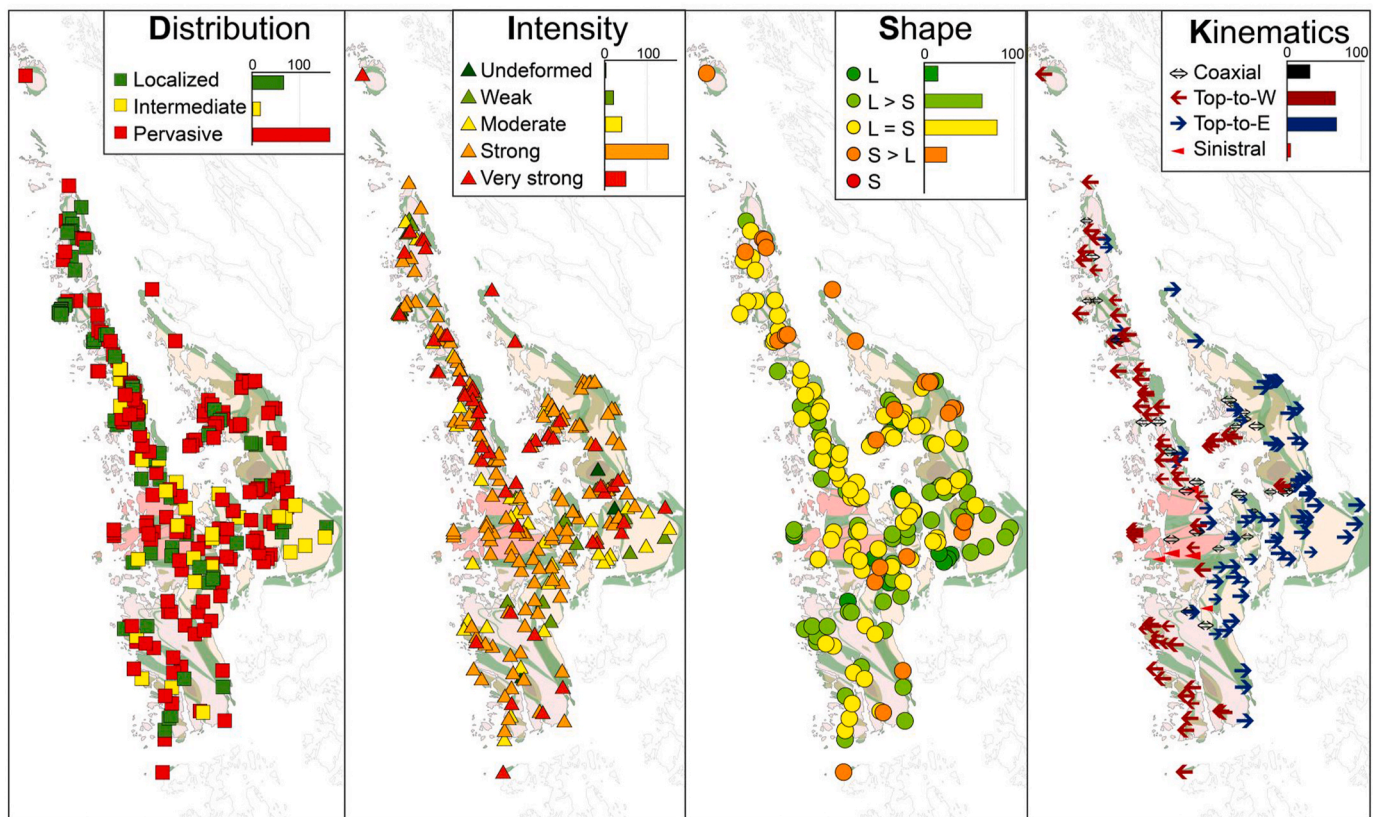 Distribution
100
Localized
Intermediate
Pervasive
Intensity
0 100
Undeformed
Weak
Moderate
Strong
Very strong
Shape
0 100
L
L > S
L = S
S > L
S
Kinematics
0 100
Coaxial
Top-to-W
Top-to-E
Sinistral